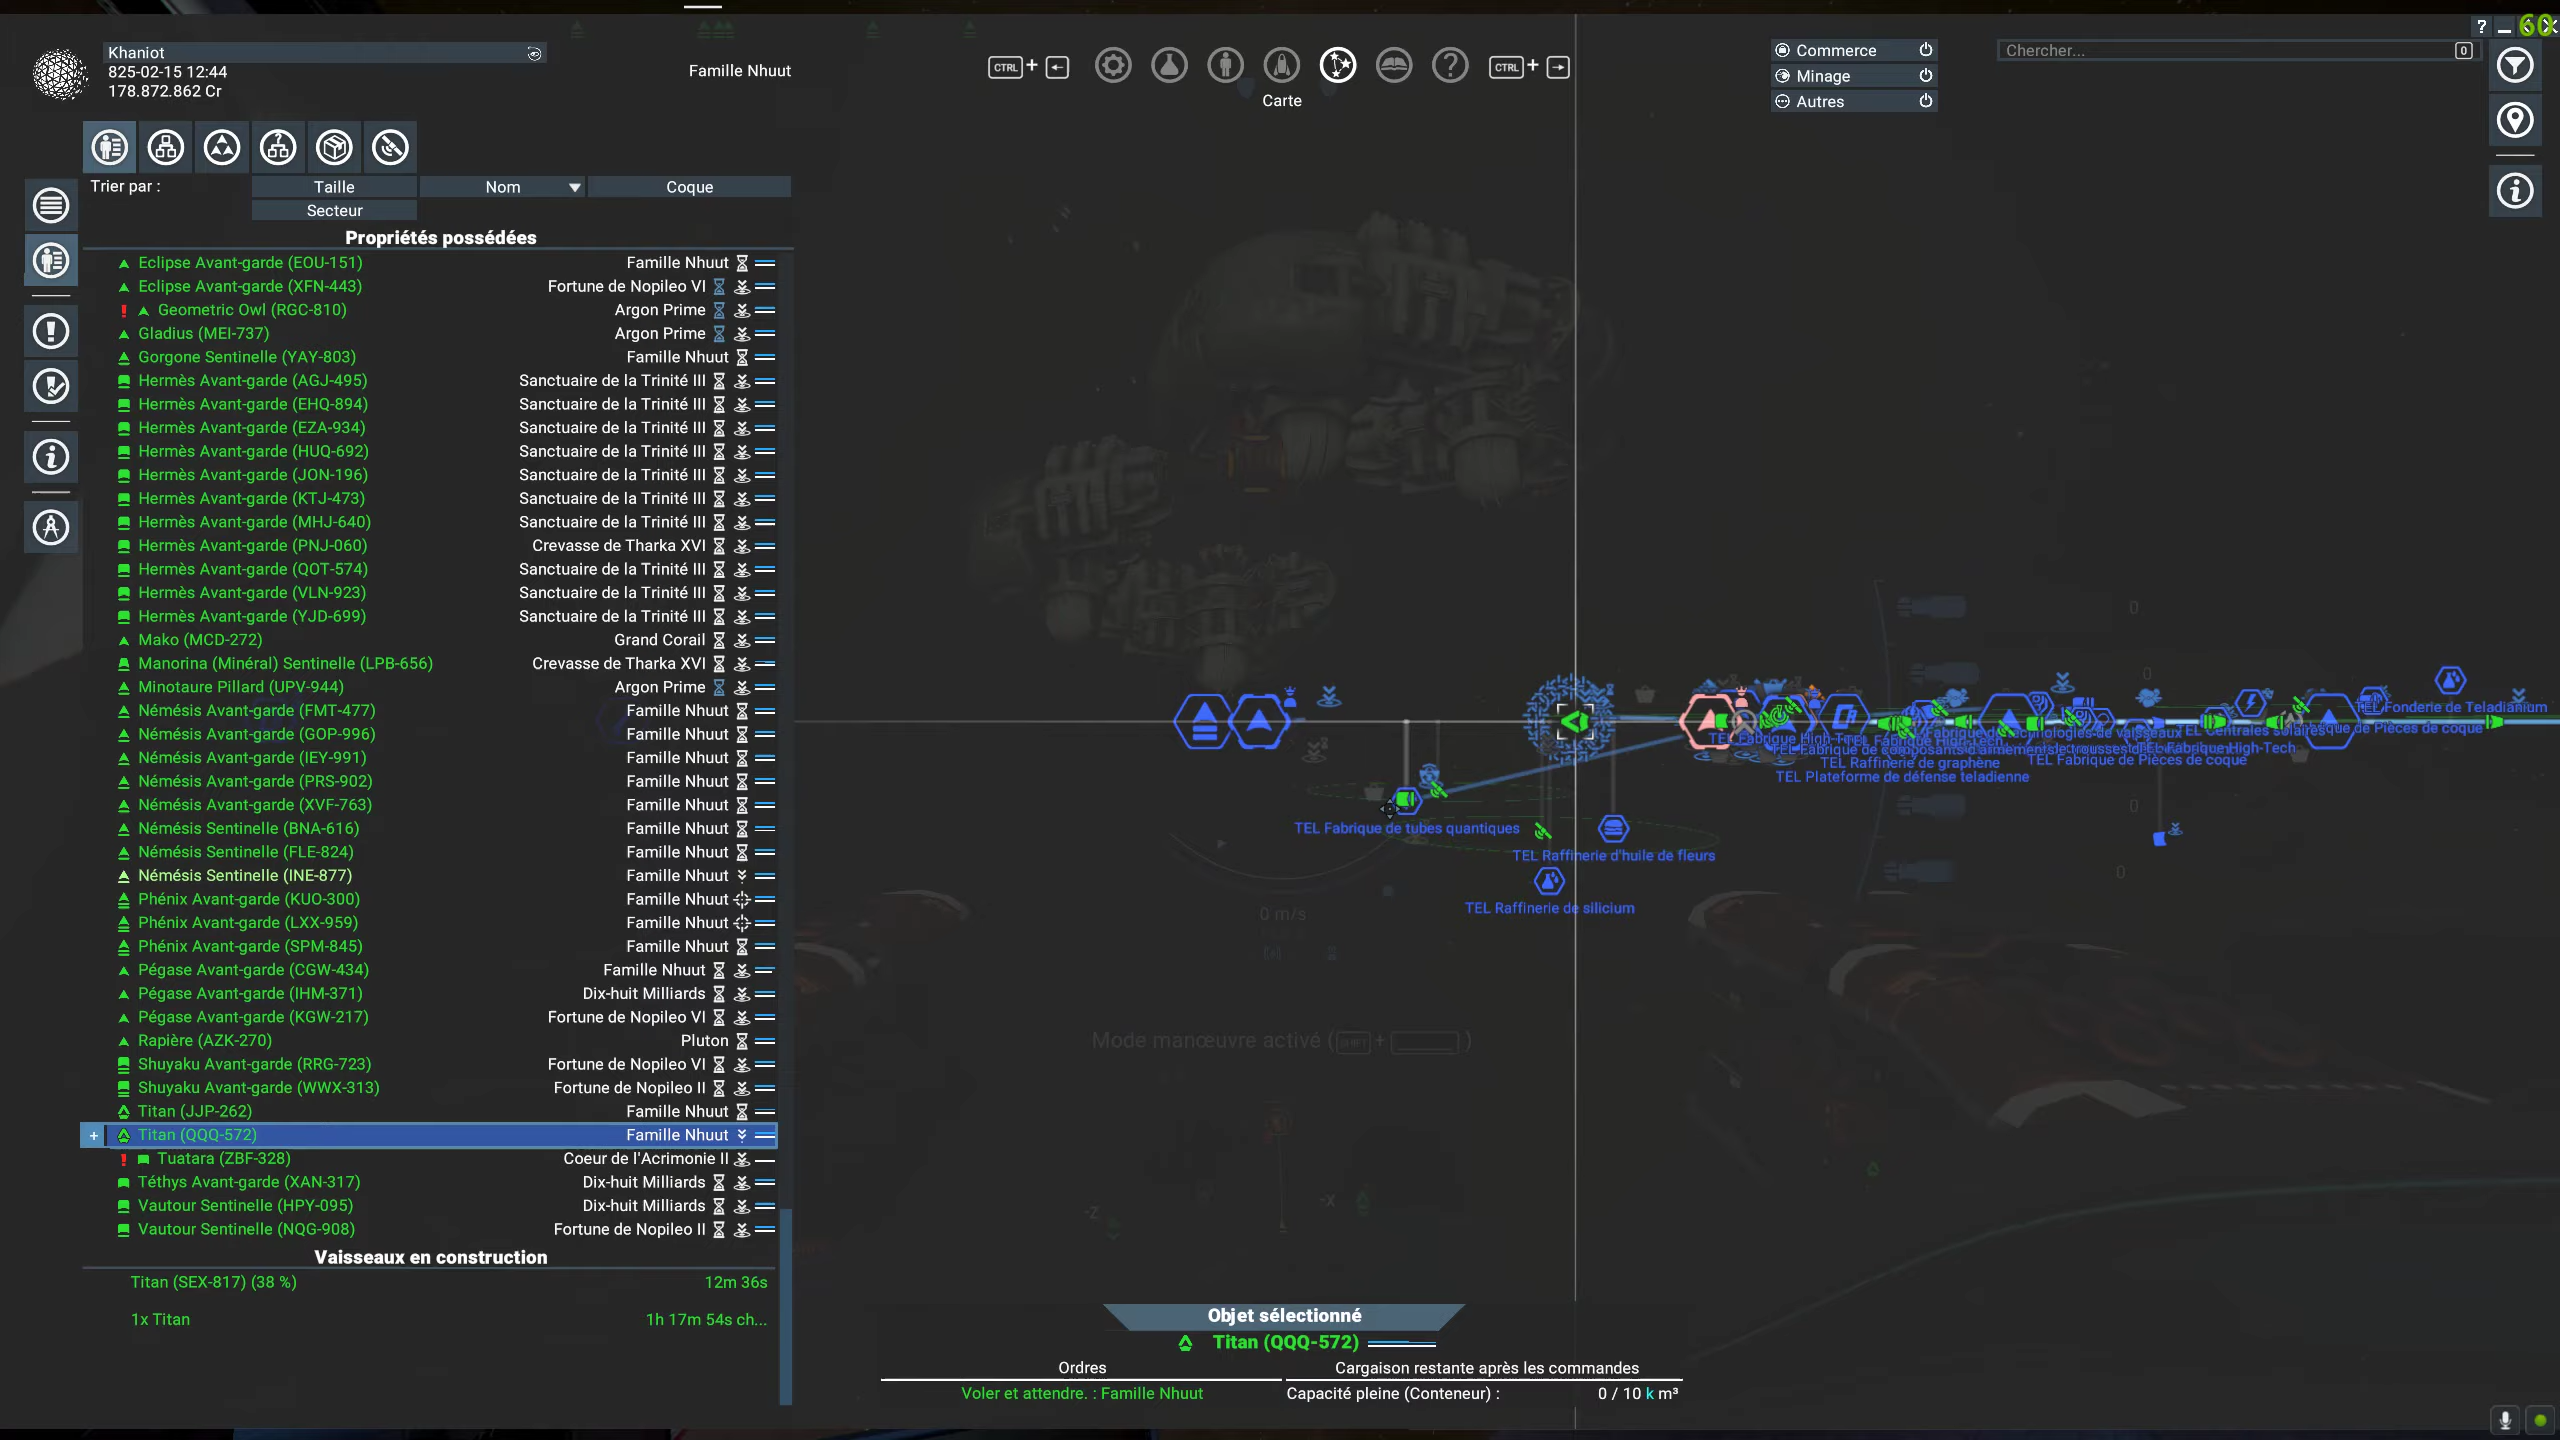 Khaniot
825-02-15 12:44
178.872.862 Cr
Famille Nhuut
CTRL + ←
CTRL + →
Carte
Commerce
Minage
Autres
Chercher...
0
?
60
Trier par :
Taille
Nom
Coque
Secteur
Propriétés possédées
Eclipse Avant-garde (EOU-151) Famille Nhuut
Eclipse Avant-garde (XFN-443) Fortune de Nopileo VI
! Geometric Owl (RGC-810) Argon Prime
Gladius (MEI-737) Argon Prime
Gorgone Sentinelle (YAY-803) Famille Nhuut
Hermès Avant-garde (AGJ-495) Sanctuaire de la Trinité III
Hermès Avant-garde (EHQ-894) Sanctuaire de la Trinité III
Hermès Avant-garde (EZA-934) Sanctuaire de la Trinité III
Hermès Avant-garde (HUQ-692) Sanctuaire de la Trinité III
Hermès Avant-garde (JON-196) Sanctuaire de la Trinité III
Hermès Avant-garde (KTJ-473) Sanctuaire de la Trinité III
Hermès Avant-garde (MHJ-640) Sanctuaire de la Trinité III
Hermès Avant-garde (PNJ-060) Crevasse de Tharka XVI
Hermès Avant-garde (QOT-574) Sanctuaire de la Trinité III
Hermès Avant-garde (VLN-923) Sanctuaire de la Trinité III
Hermès Avant-garde (YJD-699) Sanctuaire de la Trinité III
Mako (MCD-272) Grand Corail
Manorina (Minéral) Sentinelle (LPB-656) Crevasse de Tharka XVI
Minotaure Pillard (UPV-944) Argon Prime
Némésis Avant-garde (FMT-477) Famille Nhuut
Némésis Avant-garde (GOP-996) Famille Nhuut
Némésis Avant-garde (IEY-991) Famille Nhuut
Némésis Avant-garde (PRS-902) Famille Nhuut
Némésis Avant-garde (XVF-763) Famille Nhuut
Némésis Sentinelle (BNA-616) Famille Nhuut
Némésis Sentinelle (FLE-824) Famille Nhuut
Némésis Sentinelle (INE-877) Famille Nhuut
Phénix Avant-garde (KUO-300) Famille Nhuut
Phénix Avant-garde (LXX-959) Famille Nhuut
Phénix Avant-garde (SPM-845) Famille Nhuut
Pégase Avant-garde (CGW-434) Famille Nhuut
Pégase Avant-garde (IHM-371) Dix-huit Milliards
Pégase Avant-garde (KGW-217) Fortune de Nopileo VI
Rapière (AZK-270) Pluton
Shuyaku Avant-garde (RRG-723) Fortune de Nopileo VI
Shuyaku Avant-garde (WWX-313) Fortune de Nopileo II
Titan (JJP-262) Famille Nhuut
+ Titan (QQQ-572) Famille Nhuut
! Tuatara (ZBF-328) Coeur de l'Acrimonie II
Téthys Avant-garde (XAN-317) Dix-huit Milliards
Vautour Sentinelle (HPY-095) Dix-huit Milliards
Vautour Sentinelle (NQG-908) Fortune de Nopileo II
Vaisseaux en construction
Titan (SEX-817) (38 %) 12m 36s
1x Titan 1h 17m 54s ch...
TEL Fonderie de Teladianium
TEL Fabrique High-Tech
TEL Fabrique de Pièces de coque
TEL Raffinerie de graphène
TEL Plateforme de défense teladienne
TEL Fabrique de tubes quantiques
TEL Raffinerie d'huile de fleurs
TEL Raffinerie de silicium
0
0
0
0
0 m/s
Mode manœuvre activé (SHIFT + )
-Z
-X
Objet sélectionné
Titan (QQQ-572)
Ordres
Cargaison restante après les commandes
Voler et attendre. : Famille Nhuut
Capacité pleine (Conteneur) : 0 / 10 k m³